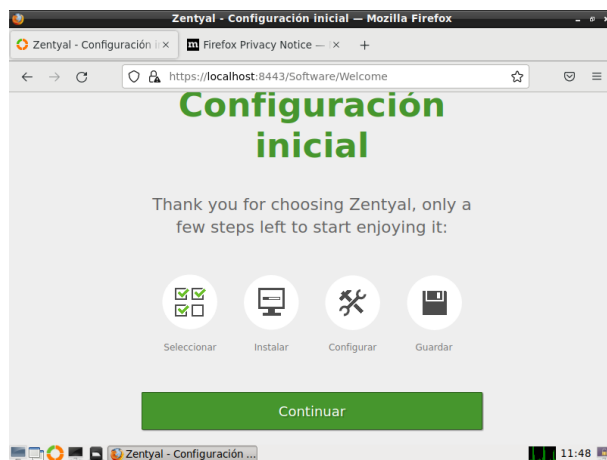 Zentyal - Configuración inicial — Mozilla Firefox
Zentyal - Configuración i
Firefox Privacy Notice —
https://localhost:8443/Software/Welcome
Configuración
inicial
Thank you for choosing Zentyal, only a
few steps left to start enjoying it:
Seleccionar Instalar Configurar Guardar
Continuar
Zentyal - Configuración ... 11:48